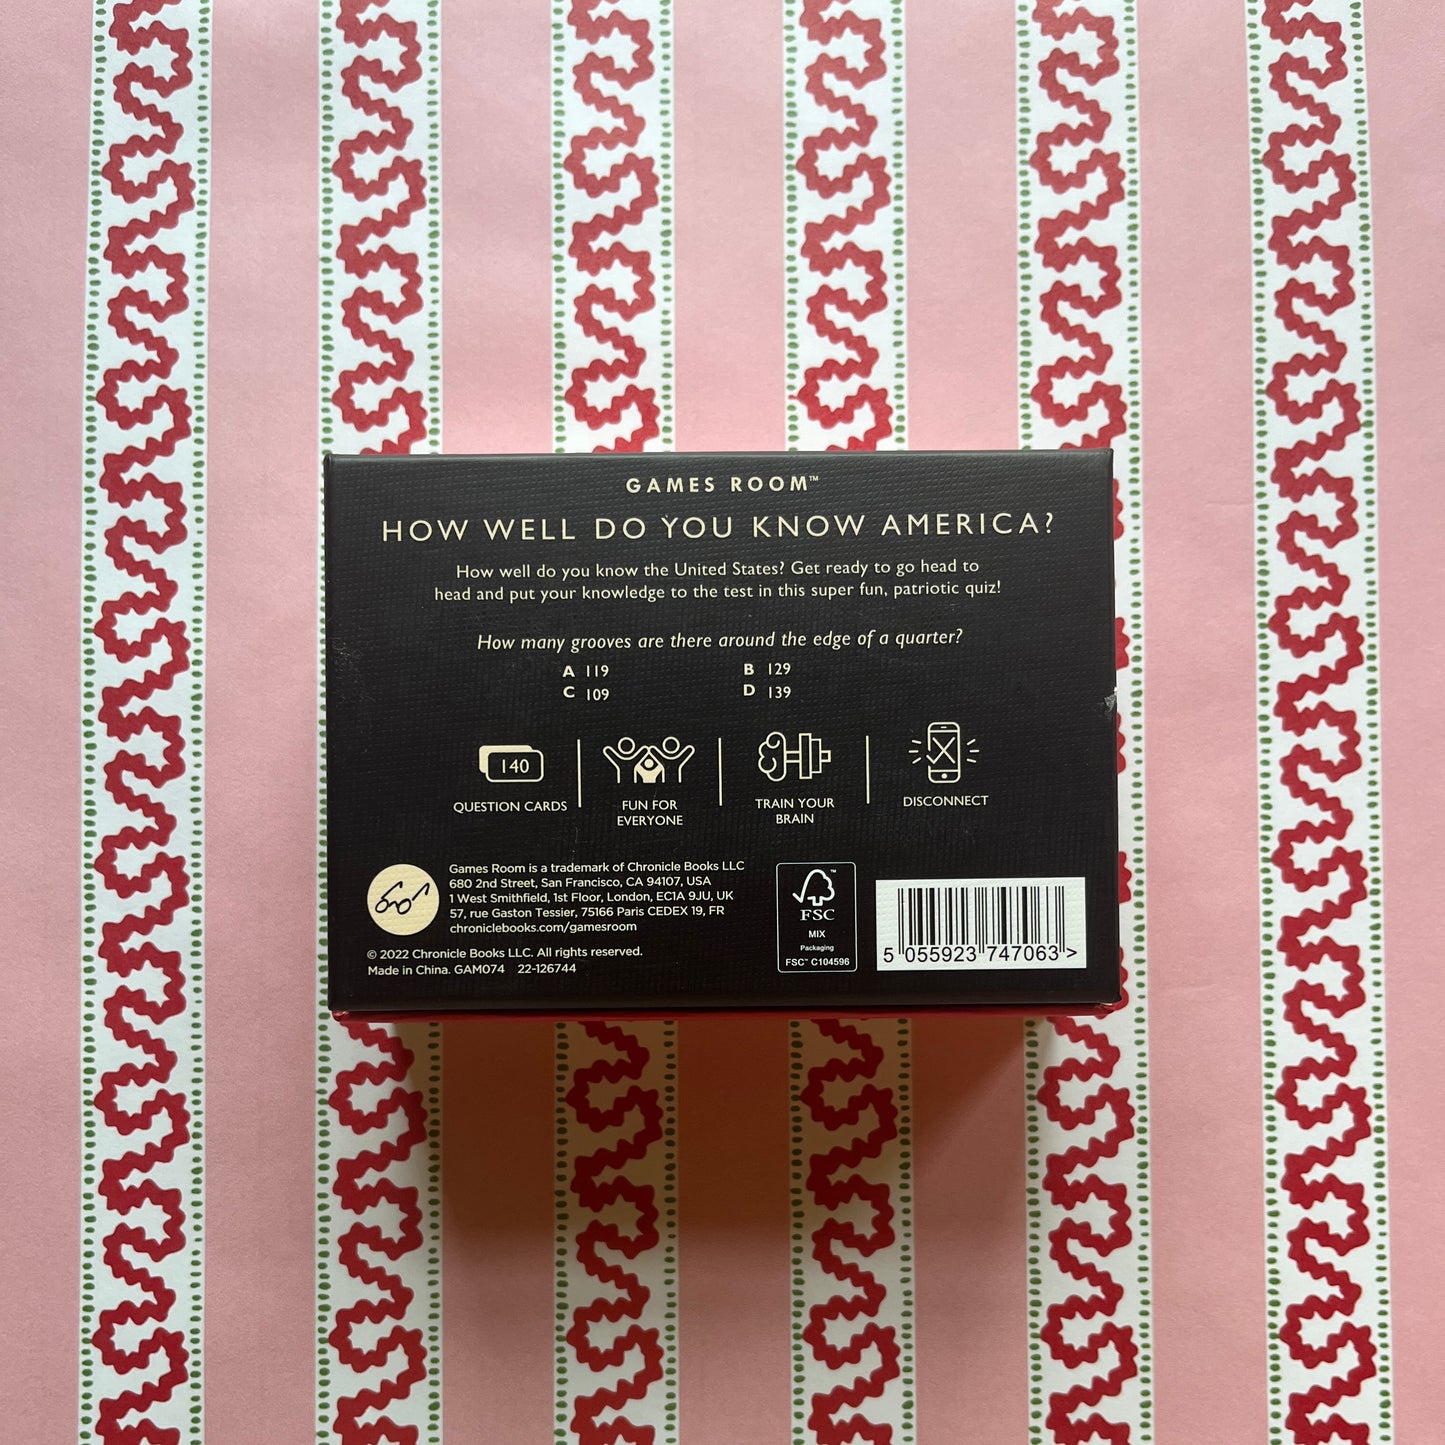 GAMES ROOM™
HOW WELL DO YOU KNOW AMERICA?
How well do you know the United States? Get ready to go head to
head and put your knowledge to the test in this super fun, patriotic quiz!
How many grooves are there around the edge of a quarter?
A 119
B 129
C 109
D 139
140
QUESTION CARDS
FUN FOR
EVERYONE
TRAIN YOUR
BRAIN
DISCONNECT
Games Room is a trademark of Chronicle Books LLC
680 2nd Street, San Francisco, CA 94107, USA
1 West Smithfield, 1st Floor, London, EC1A 9JU, UK
57, rue Gaston Tessier, 75166 Paris CEDEX 19, FR
chroniclebooks.com/gamesroom
© 2022 Chronicle Books LLC. All rights reserved.
Made in China. GAM074 22-126744
™
FSC
MIX
Packaging
FSC™ C104596
5 055923 747063 >